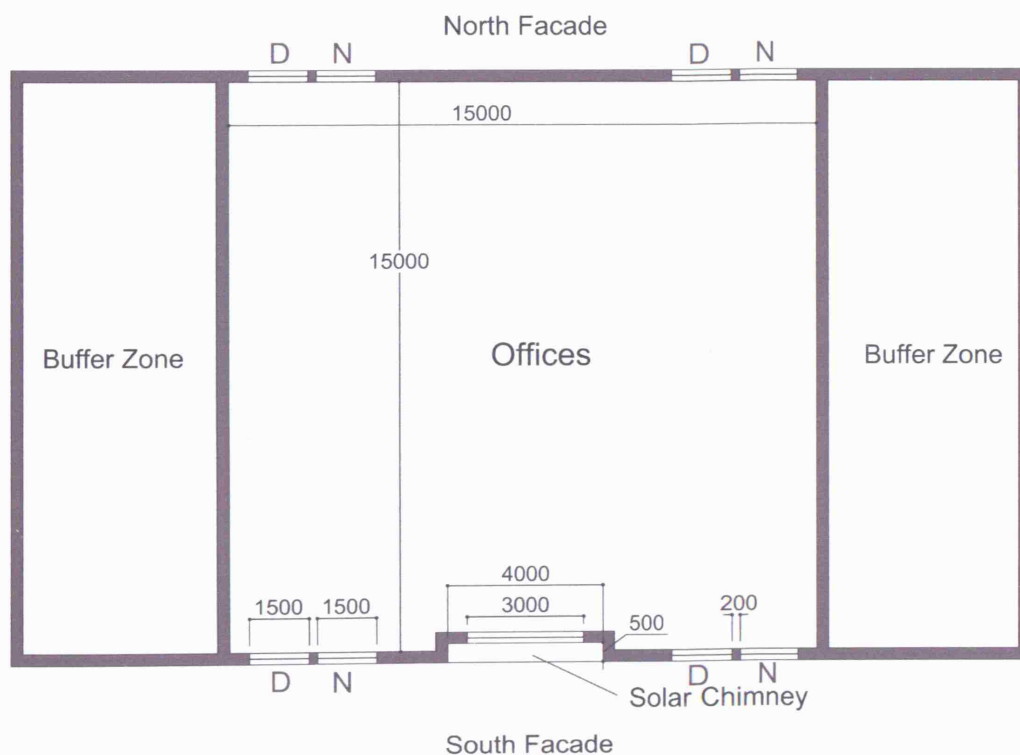 North Facade
D N D N
15000
15000
Buffer Zone
Offices
Buffer Zone
4000
1500 1500 3000 200
500
D N D N
Solar Chimney
South Facade